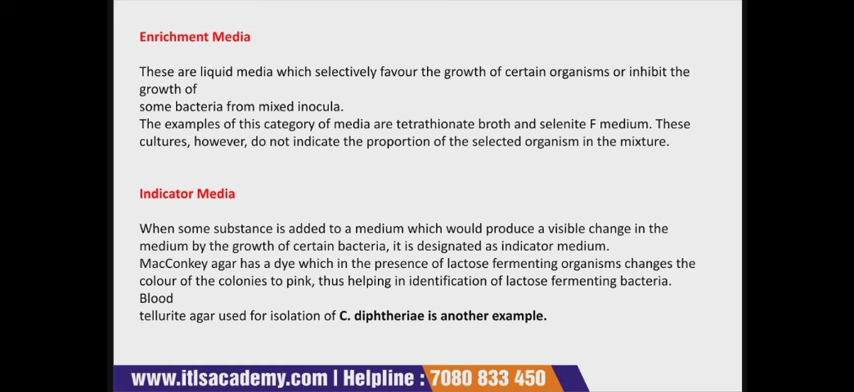 Enrichment Media
These are liquid media which selectively favour the growth of certain organisms or inhibit the
growth of
some bacteria from mixed inocula.
The examples of this category of media are tetrathionate broth and selenite F medium. These
cultures, however, do not indicate the proportion of the selected organism in the mixture.
Indicator Media
When some substance is added to a medium which would produce a visible change in the
medium by the growth of certain bacteria, it is designated as indicator medium.
MacConkey agar has a dye which in the presence of lactose fermenting organisms changes the
colour of the colonies to pink, thus helping in identification of lactose fermenting bacteria.
Blood
tellurite agar used for isolation of C. diphtheriae is another example.
www.itlsacademy.com | Helpline : 7080 833 450